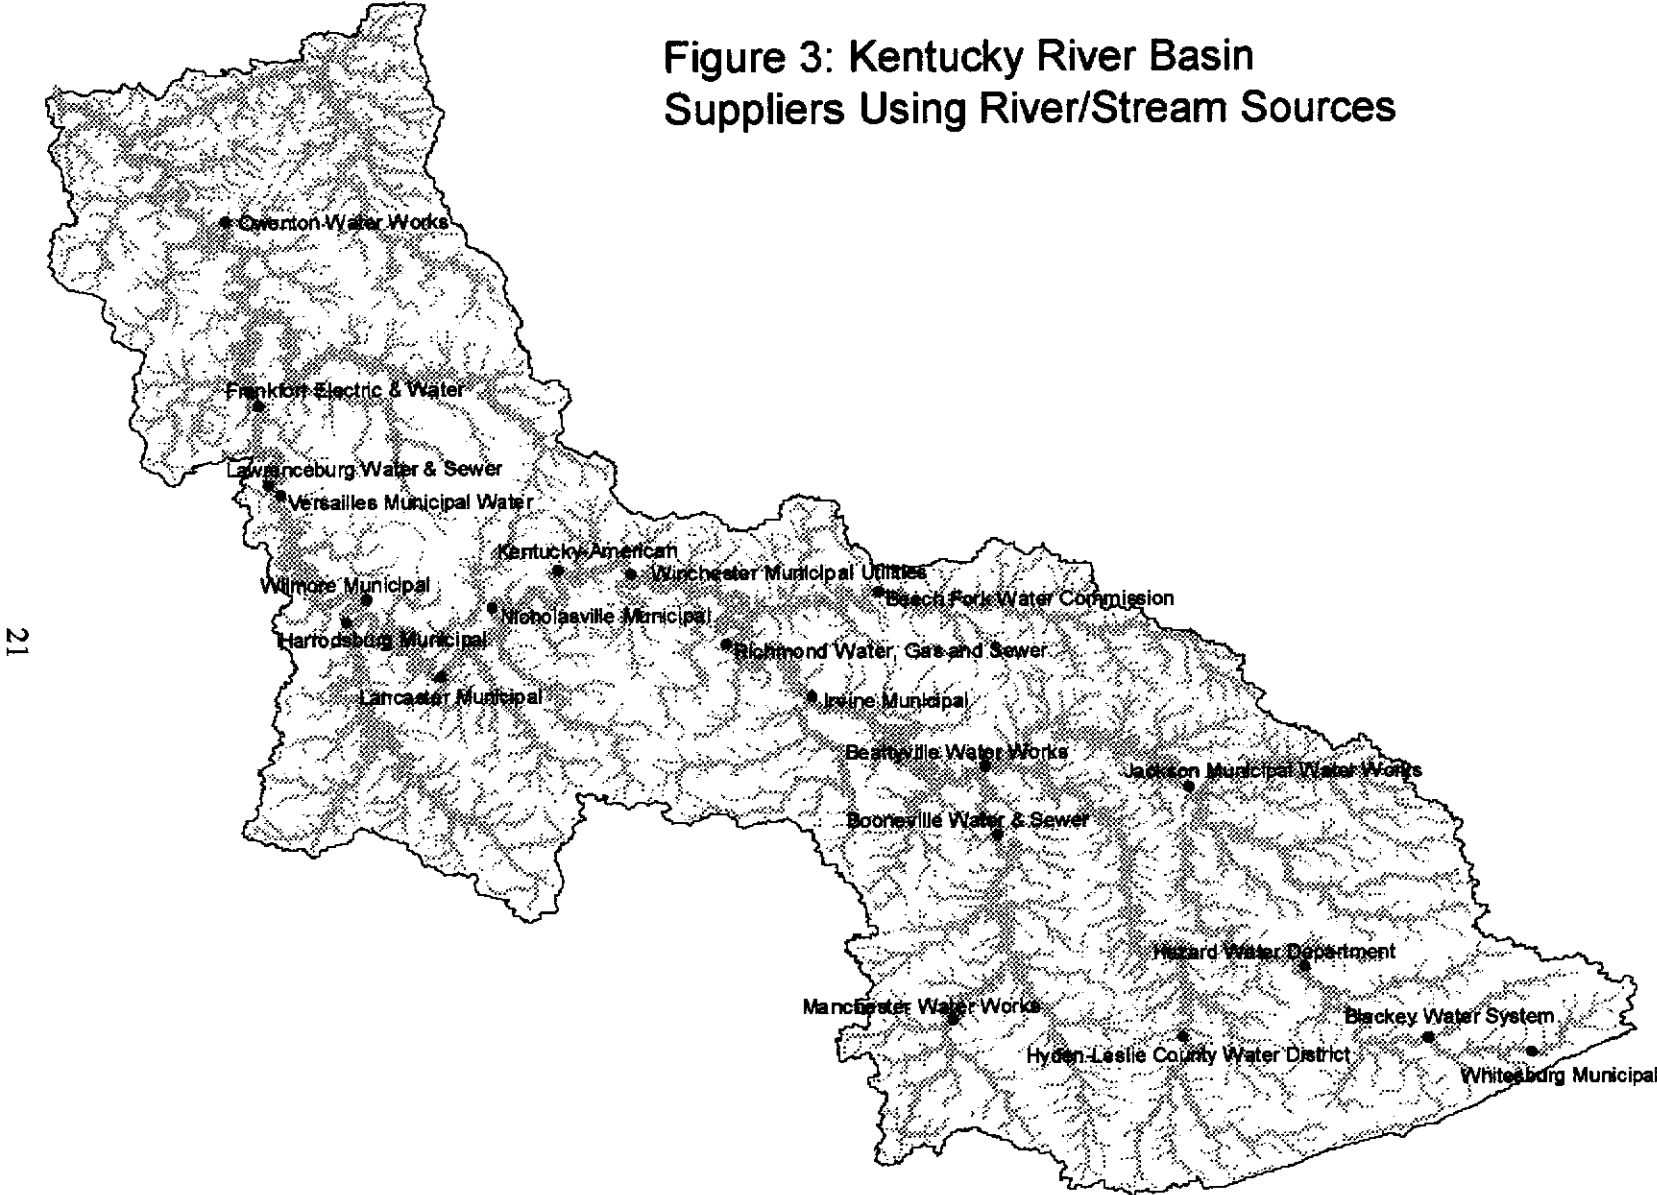 Figure 3: Kentucky River Basin
Suppliers Using River/Stream Sources
Owenton Water Works
Frankfort Electric & Water
Lawrenceburg Water & Sewer
Versailles Municipal Water
Kentucky-American
Winchester Municipal Utilities
Wilmore Municipal
Beech Fork Water Commission
Nicholasville Municipal
Harrodsburg Municipal
Richmond Water, Gas and Sewer
Lancaster Municipal
Irvine Municipal
Beattyville Water Works
Jackson Municipal Water Works
Booneville Water & Sewer
Hazard Water Department
Manchester Water Works
Blackey Water System
Hyden-Leslie County Water District
Whitesburg Municipal
21